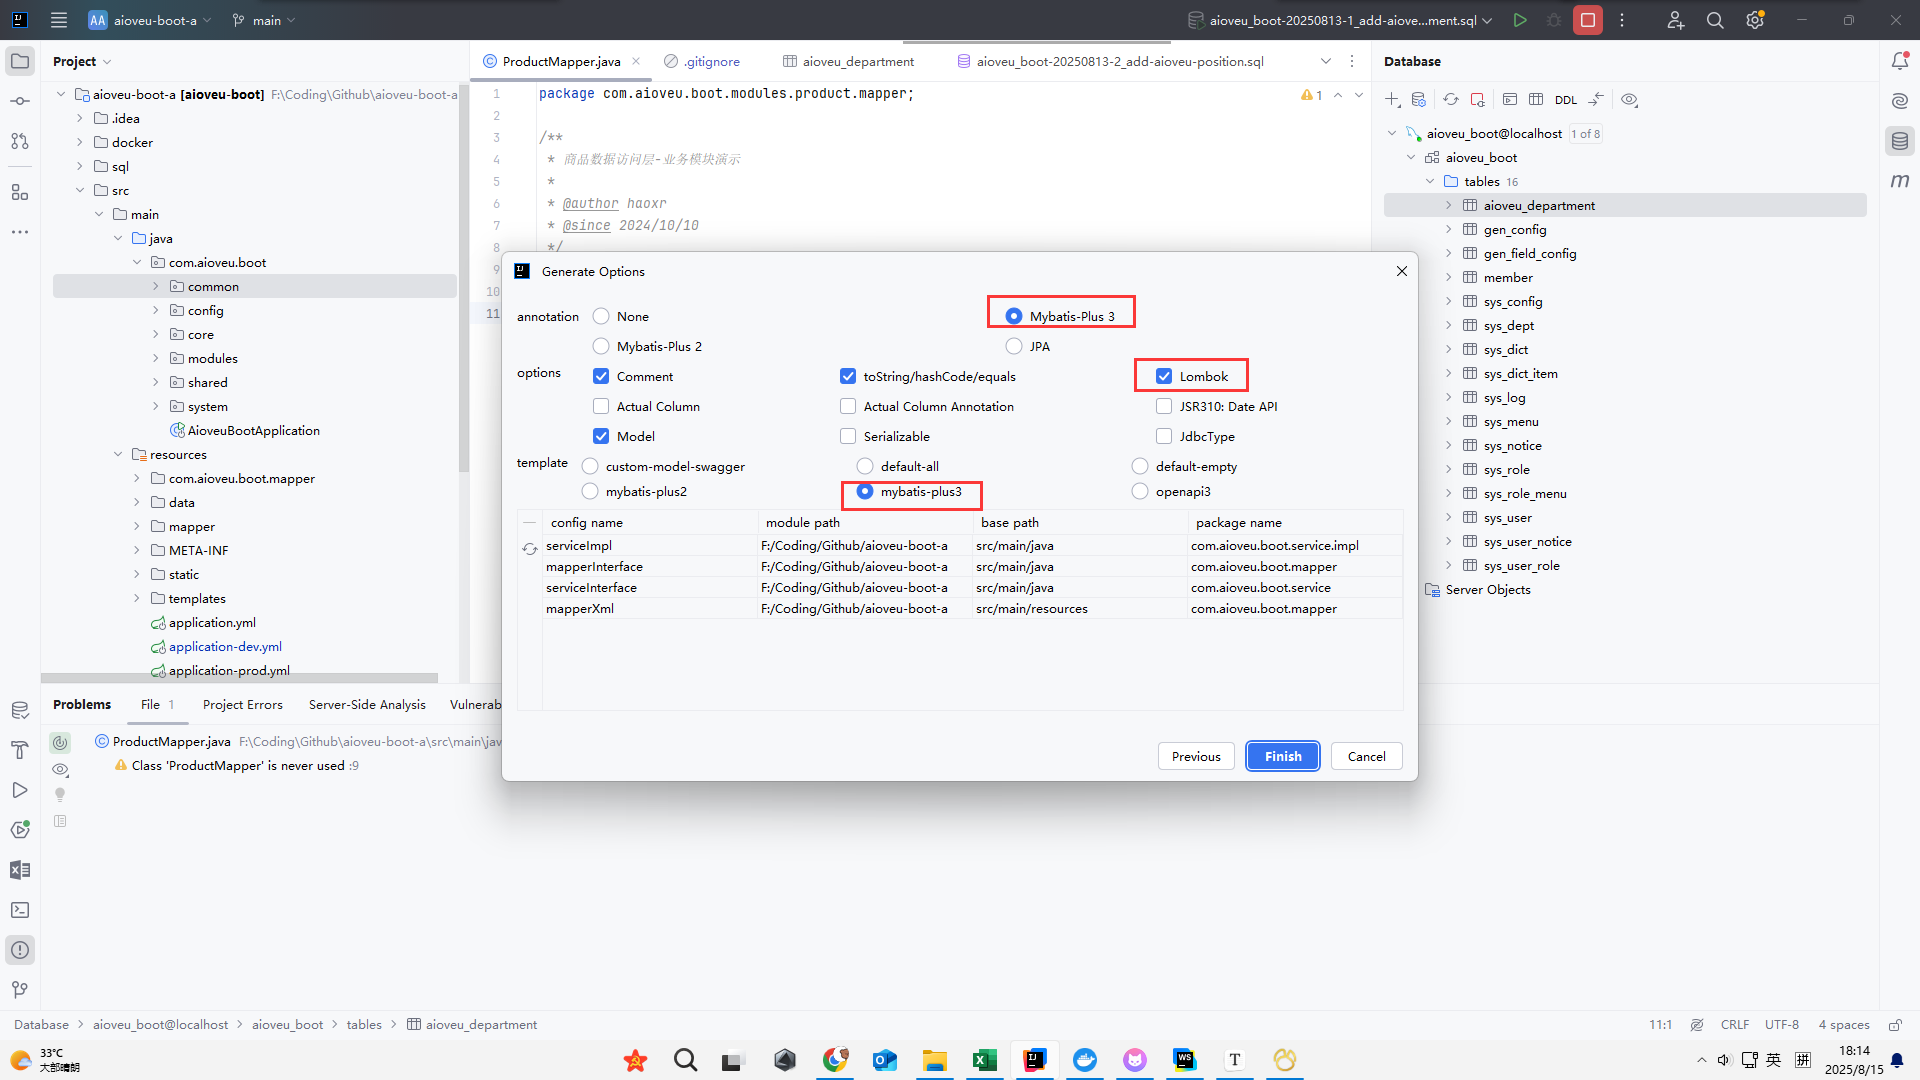 AA aioveu-boot-a main aioveu_boot-20250813-1_add-aiove...ment.sql
Project
aioveu-boot-a [aioveu-boot] F:\Coding\Github\aioveu-boot-a
.idea
docker
sql
src
main
java
com.aioveu.boot
common
config
core
modules
shared
system
AioveuBootApplication
resources
com.aioveu.boot.mapper
data
mapper
META-INF
static
templates
application.yml
application-dev.yml
application-prod.yml
ProductMapper.java .gitignore aioveu_department aioveu_boot-20250813-2_add-aioveu-position.sql
1 package com.aioveu.boot.modules.product.mapper; 1
2
3 /**
4 * 商品数据访问层-业务模块演示
5 *
6 * @author haoxr
7 * @since 2024/10/10
8 */
9
10
11
Generate Options
annotation None Mybatis-Plus 3
Mybatis-Plus 2 JPA
options Comment toString/hashCode/equals Lombok
Actual Column Actual Column Annotation JSR310: Date API
Model Serializable JdbcType
template custom-model-swagger default-all default-empty
mybatis-plus2 mybatis-plus3 openapi3
config name module path base path package name
serviceImpl F:/Coding/Github/aioveu-boot-a src/main/java com.aioveu.boot.service.impl
mapperInterface F:/Coding/Github/aioveu-boot-a src/main/java com.aioveu.boot.mapper
serviceInterface F:/Coding/Github/aioveu-boot-a src/main/java com.aioveu.boot.service
mapperXml F:/Coding/Github/aioveu-boot-a src/main/resources com.aioveu.boot.mapper
Previous Finish Cancel
Database
DDL
aioveu_boot@localhost 1 of 8
aioveu_boot
tables 16
aioveu_department
gen_config
gen_field_config
member
sys_config
sys_dept
sys_dict
sys_dict_item
sys_log
sys_menu
sys_notice
sys_role
sys_role_menu
sys_user
sys_user_notice
sys_user_role
Server Objects
m
Problems File 1 Project Errors Server-Side Analysis Vulnerab
ProductMapper.java F:\Coding\Github\aioveu-boot-a\src\main\jav
Class 'ProductMapper' is never used :9
Database aioveu_boot@localhost aioveu_boot tables aioveu_department 11:1 CRLF UTF-8 4 spaces
33°C
大部晴朗
英 拼
18:14
2025/8/15